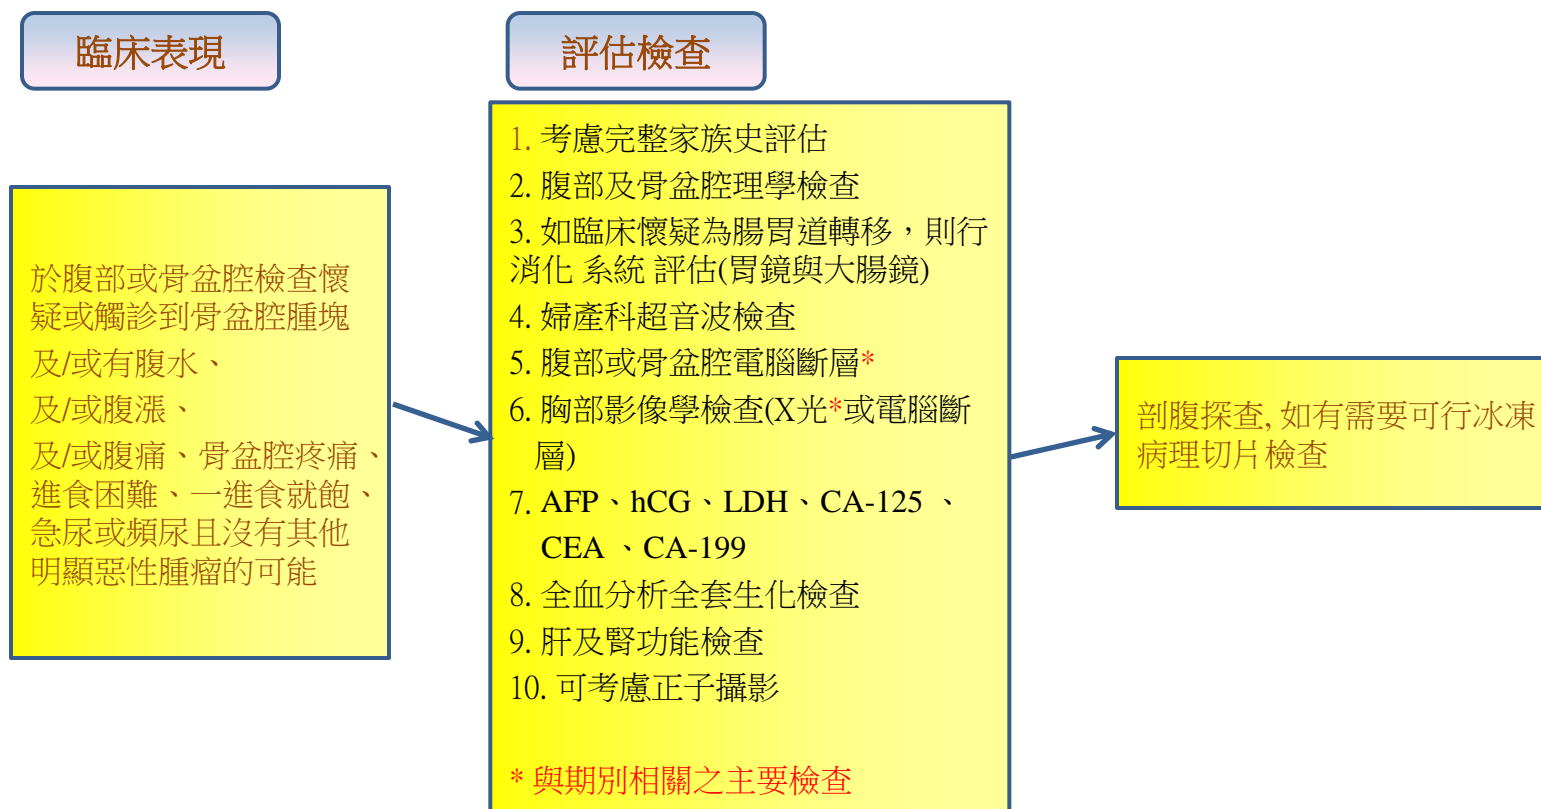 臨床表現
評估檢查
於腹部或骨盆腔檢查懷
疑或觸診到骨盆腔腫塊
及/或有腹水、
及/或腹漲、
及/或腹痛、骨盆腔疼痛、
進食困難、一進食就飽、
急尿或頻尿且沒有其他
明顯惡性腫瘤的可能
1. 考慮完整家族史評估
2. 腹部及骨盆腔理學檢查
3. 如臨床懷疑為腸胃道轉移，則行
消化 系統 評估(胃鏡與大腸鏡)
4. 婦產科超音波檢查
5. 腹部或骨盆腔電腦斷層*
6. 胸部影像學檢查(X光*或電腦斷
層)
7. AFP、hCG、LDH、CA-125 、
CEA 、CA-199
8. 全血分析全套生化檢查
9. 肝及腎功能檢查
10. 可考慮正子攝影
* 與期別相關之主要檢查
剖腹探查, 如有需要可行冰凍
病理切片檢查